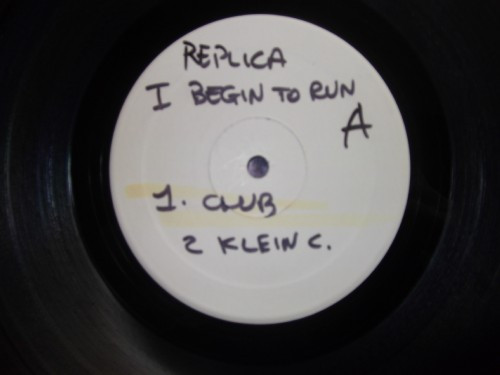 REPLICA
I BEGIN TO RUN
A
1. CLUB
2 KLEIN C.